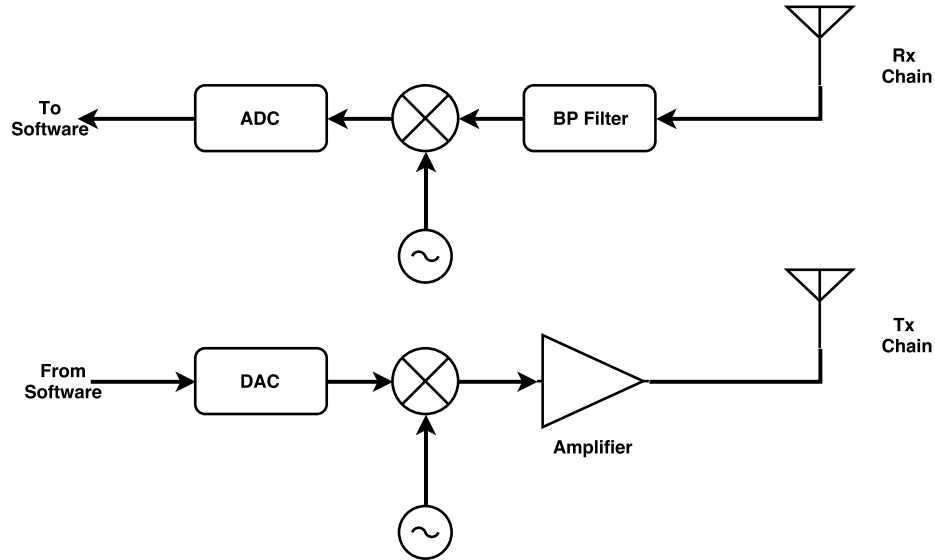 Rx
Chain
To
Software
ADC
BP Filter
Tx
Chain
From
Software
DAC
Amplifier